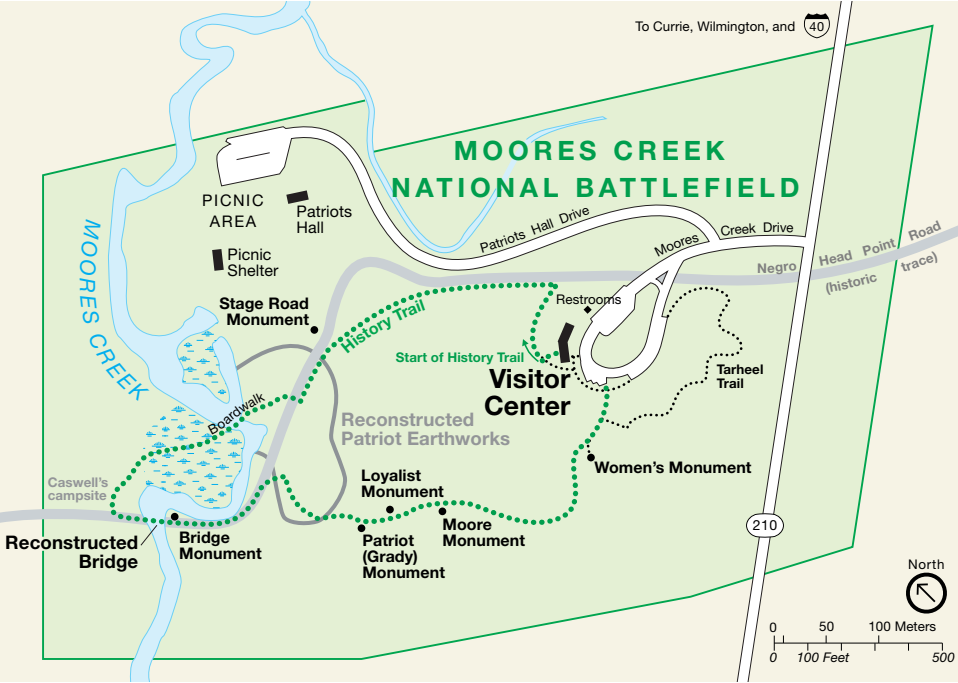 To Currie, Wilmington, and
40
MOORES CREEK
NATIONAL BATTLEFIELD
PICNIC
AREA
Patriots
Hall
Picnic
Shelter
Patriots Hall Drive
Moores Creek Drive
Negro Head Point Road
(historic trace)
MOORES CREEK
Stage Road
Monument
History Trail
Restrooms
Start of History Trail
Visitor
Center
Tarheel
Trail
Boardwalk
Reconstructed
Patriot Earthworks
Women's Monument
Loyalist
Monument
Caswell's
campsite
Moore
Monument
Patriot
(Grady)
Monument
Bridge
Monument
Reconstructed
Bridge
210
North
0 50 100 Meters
0 100 Feet 500